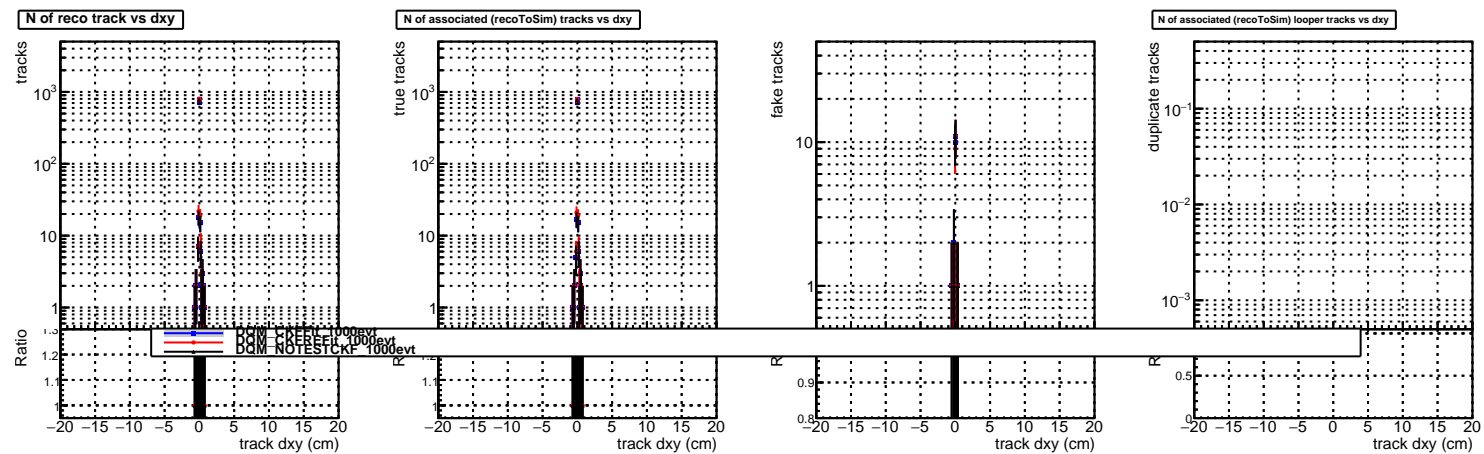 N of reco track vs dxy
N of associated (recoToSim) tracks vs dxy
N of associated (recoToSim) looper tracks vs dxy
tracks
10³
10²
10
1
true tracks
10³
10²
10
1
fake tracks
10
1
duplicate tracks
10⁻¹
10⁻²
10⁻³
DQM_CKFFit_1000evt
DQM_CKFREFit_1000evt
DQM_NOTESTCKF_1000evt
Ratio
1.3
1.2
1.1
1
1.1
1
0.9
0.8
0.5
0
−20 −15 −10 −5 0 5 10 15 20
track dxy (cm)
−20 −15 −10 −5 0 5 10 15 20
track dxy (cm)
−20 −15 −10 −5 0 5 10 15 20
track dxy (cm)
−20 −15 −10 −5 0 5 10 15 20
track dxy (cm)